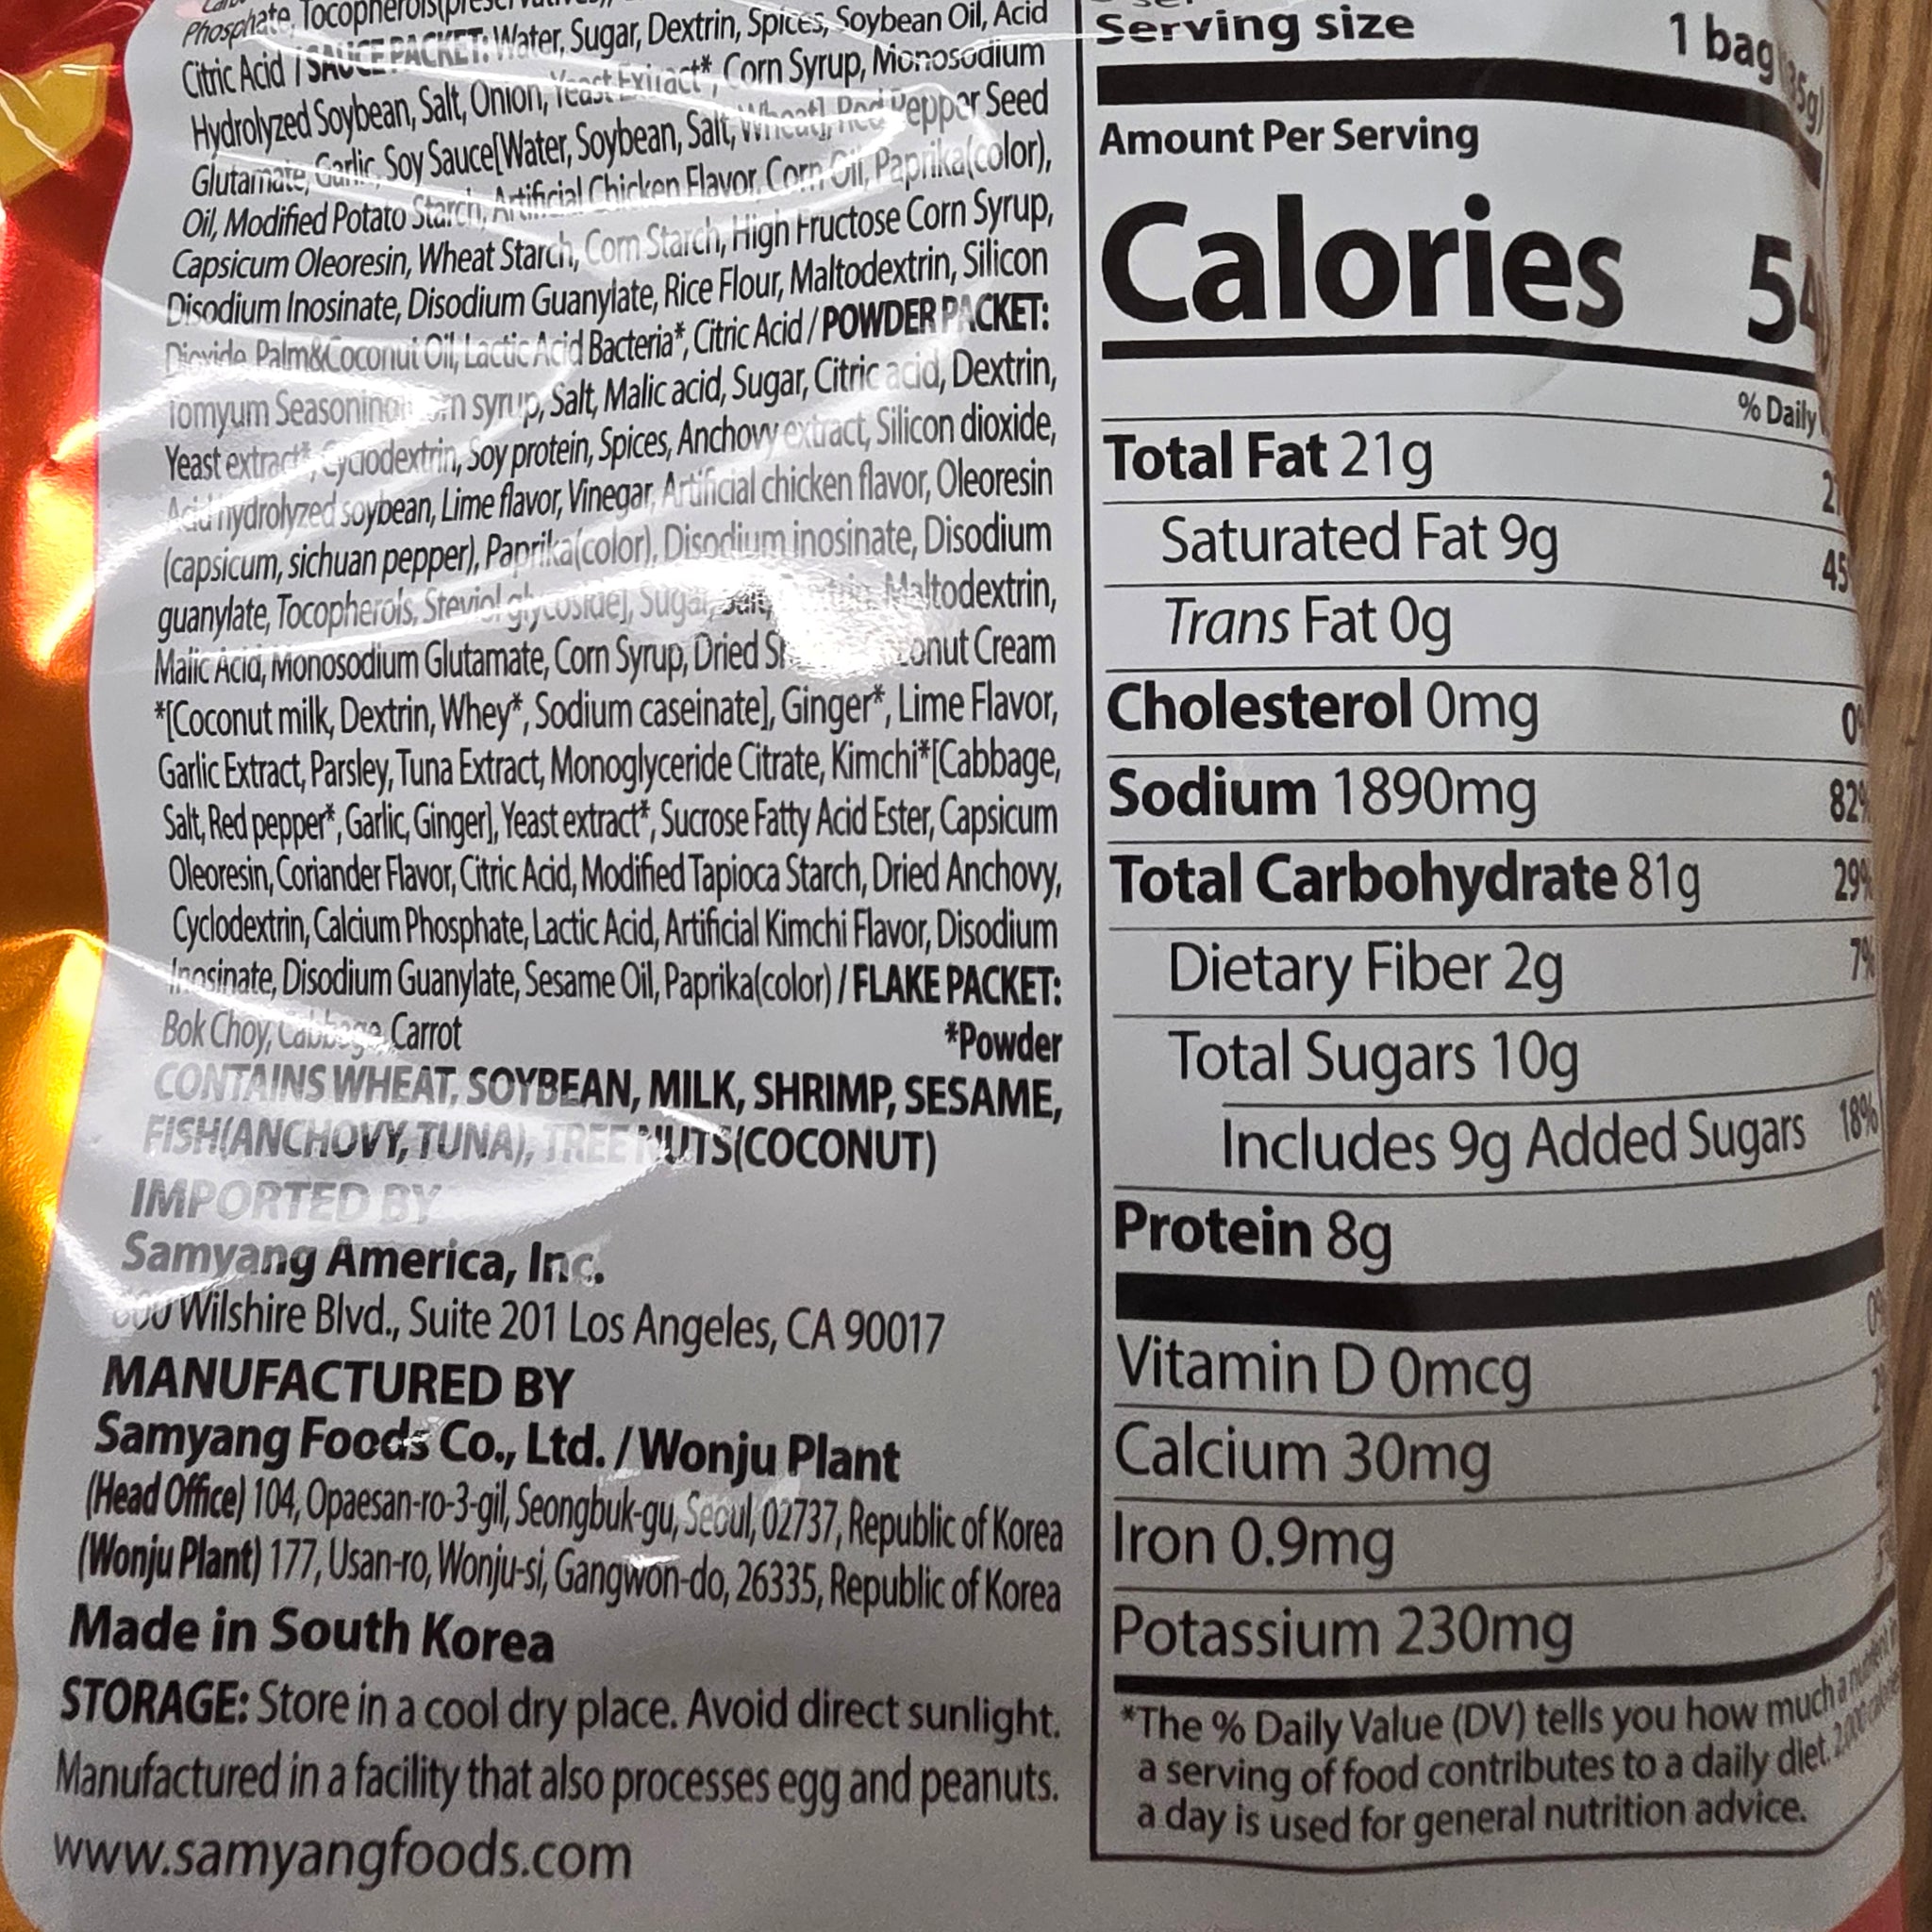 Phosphate, Tocopherols
Citric Acid / SAUCE PACKET: Water, Sugar, Dextrin, Spices, Soybean Oil, Acid
Hydrolyzed Soybean, Salt, Onion, Yeast Extract*, Corn Syrup, Monosodium
Glutamate, Garlic, Soy Sauce[Water, Soybean, Salt, Wheat], Red Pepper Seed
Oil, Modified Potato Starch, Artificial Chicken Flavor, Corn Oil, Paprika(color),
Capsicum Oleoresin, Wheat Starch, Corn Starch, High Fructose Corn Syrup,
Disodium Inosinate, Disodium Guanylate, Rice Flour, Maltodextrin, Silicon
Dioxide, Palm&Coconut Oil, Lactic Acid Bacteria*, Citric Acid / POWDER PACKET:
Tomyum Seasoning syrup, Salt, Malic acid, Sugar, Citric acid, Dextrin,
Yeast extract*, Cyclodextrin, Soy protein, Spices, Anchovy extract, Silicon dioxide,
Acid hydrolyzed soybean, Lime flavor, Vinegar, Artificial chicken flavor, Oleoresin
(capsicum, sichuan pepper), Paprika(color), Disodium inosinate, Disodium
guanylate, Tocopherols, Steviol glycoside], Sugar, Salt, Maltodextrin,
Malic Acid, Monosodium Glutamate, Corn Syrup, Dried Cream
*[Coconut milk, Dextrin, Whey*, Sodium caseinate], Ginger*, Lime Flavor,
Garlic Extract, Parsley, Tuna Extract, Monoglyceride Citrate, Kimchi*[Cabbage,
Salt, Red pepper*, Garlic, Ginger], Yeast extract*, Sucrose Fatty Acid Ester, Capsicum
Oleoresin, Coriander Flavor, Citric Acid, Modified Tapioca Starch, Dried Anchovy,
Cyclodextrin, Calcium Phosphate, Lactic Acid, Artificial Kimchi Flavor, Disodium
Inosinate, Disodium Guanylate, Sesame Oil, Paprika(color) / FLAKE PACKET:
Bok Choy, Cabbage, Carrot *Powder
CONTAINS WHEAT, SOYBEAN, MILK, SHRIMP, SESAME,
FISH(ANCHOVY, TUNA), TREE NUTS(COCONUT)
IMPORTED BY
Samyang America, Inc.
Wilshire Blvd., Suite 201 Los Angeles, CA 90017
MANUFACTURED BY
Samyang Foods Co., Ltd. / Wonju Plant
(Head Office) 104, Opaesan-ro-3-gil, Seongbuk-gu, Seoul, 02737, Republic of Korea
(Wonju Plant) 177, Usan-ro, Wonju-si, Gangwon-do, 26335, Republic of Korea
Made in South Korea
STORAGE: Store in a cool dry place. Avoid direct sunlight.
Manufactured in a facility that also processes egg and peanuts.
www.samyangfoods.com
Serving size 1 bag
Amount Per Serving
Calories
% Daily
Total Fat 21g
Saturated Fat 9g 45
Trans Fat 0g
Cholesterol 0mg 0%
Sodium 1890mg 82%
Total Carbohydrate 81g 29%
Dietary Fiber 2g 7%
Total Sugars 10g
Includes 9g Added Sugars 18%
Protein 8g
Vitamin D 0mcg 0%
Calcium 30mg
Iron 0.9mg
Potassium 230mg
*The % Daily Value (DV) tells you how much a nutrient in
a serving of food contributes to a daily diet. 2,000 calories
a day is used for general nutrition advice.